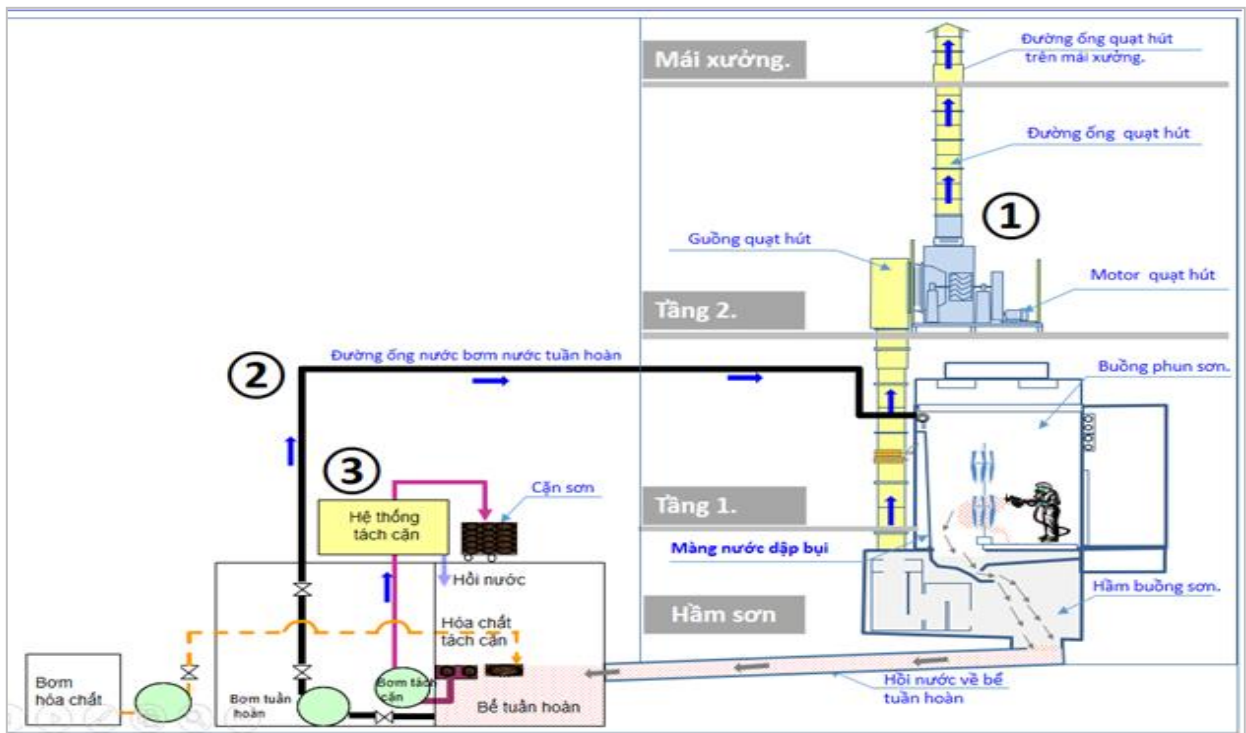 Mái xưởng.
Đường ống quạt hút
trên mái xưởng.
Đường ống quạt hút
①
Guồng quạt hút
Motor quạt hút
Tầng 2.
②
Đường ống nước bơm nước tuần hoàn
Buồng phun sơn.
③
Cặn sơn
Hệ thống
tách cặn
Tầng 1.
Màng nước dập bụi
Hồi nước
Hầm buồng sơn.
Hóa chất
tách cặn
Hầm sơn
Bơm
hóa chất
Bơm tuần
hoàn
Bơm tách
cặn
Bể tuần hoàn
Hồi nước về bể
tuần hoàn